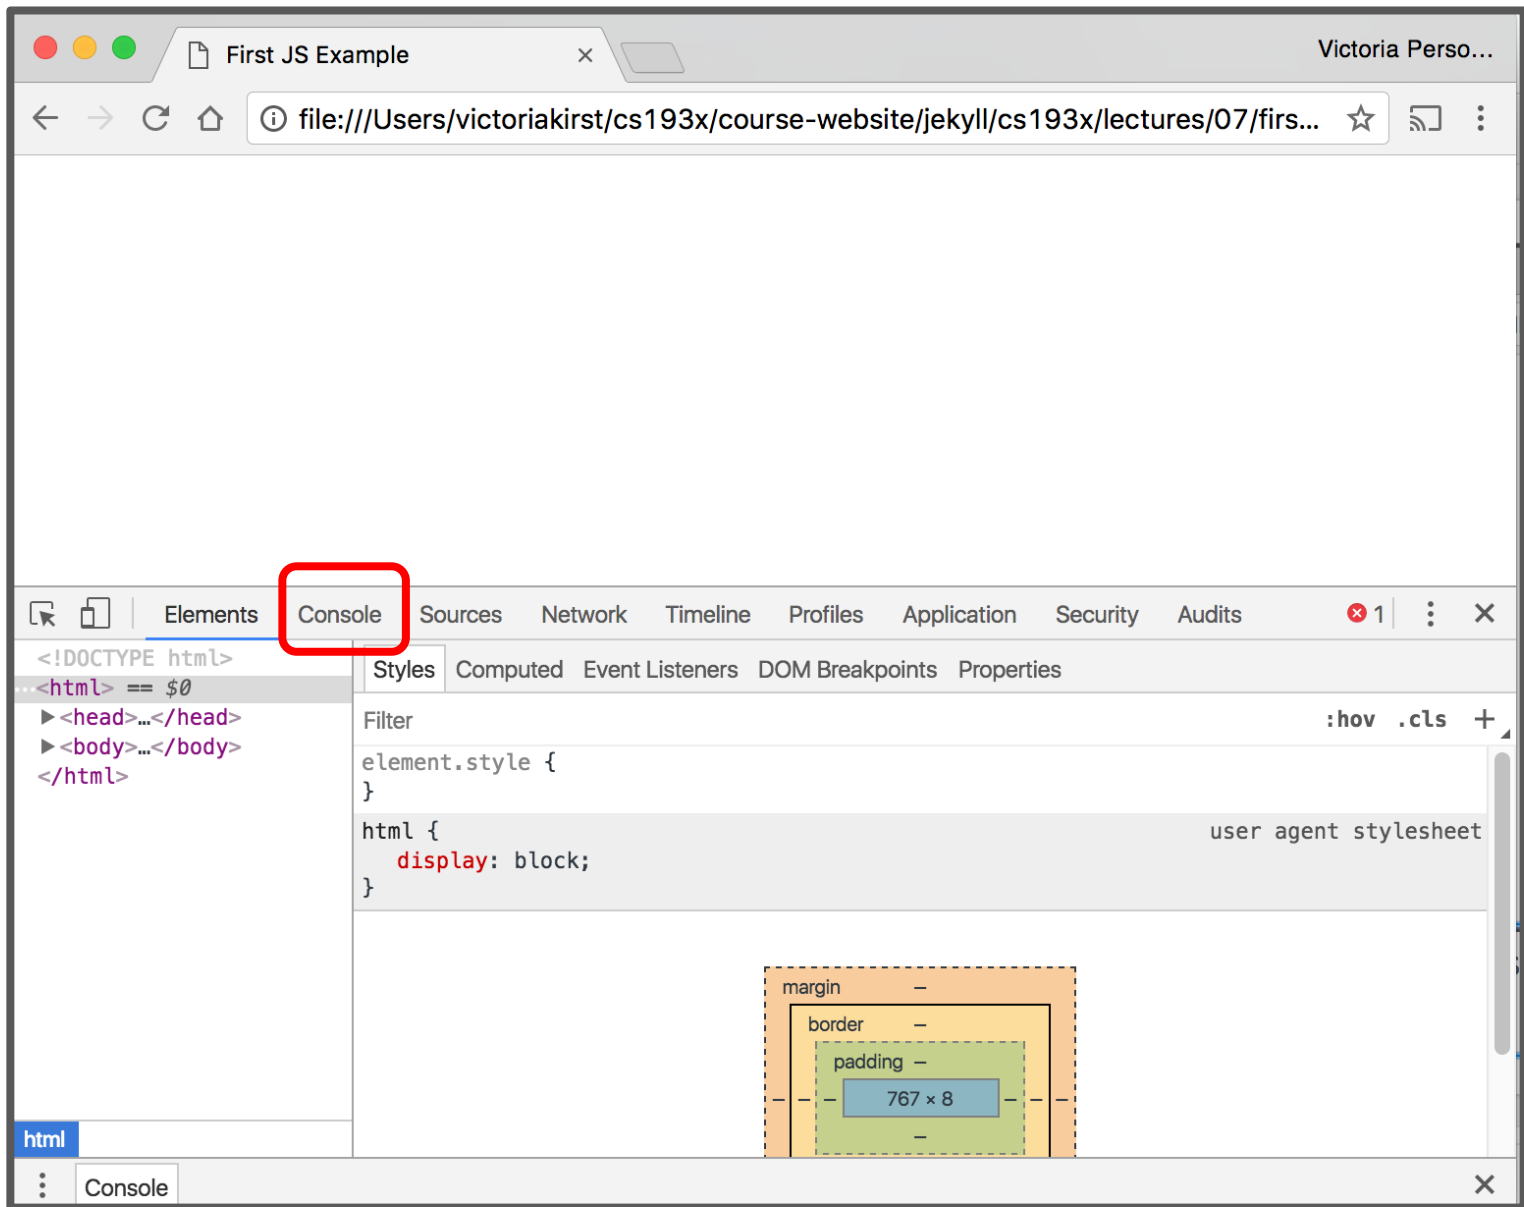 First JS Example
Victoria Perso...
file:///Users/victoriakirst/cs193x/course-website/jekyll/cs193x/lectures/07/firs...
Elements Console Sources Network Timeline Profiles Application Security Audits 1
<!DOCTYPE html>
...<html> == $0
<head>…</head>
<body>…</body>
</html>
html
Styles Computed Event Listeners DOM Breakpoints Properties
Filter :hov .cls +
element.style {
}
html { user agent stylesheet
display: block;
}
margin –
border –
padding –
– – – 767 × 8 – – –
–
Console